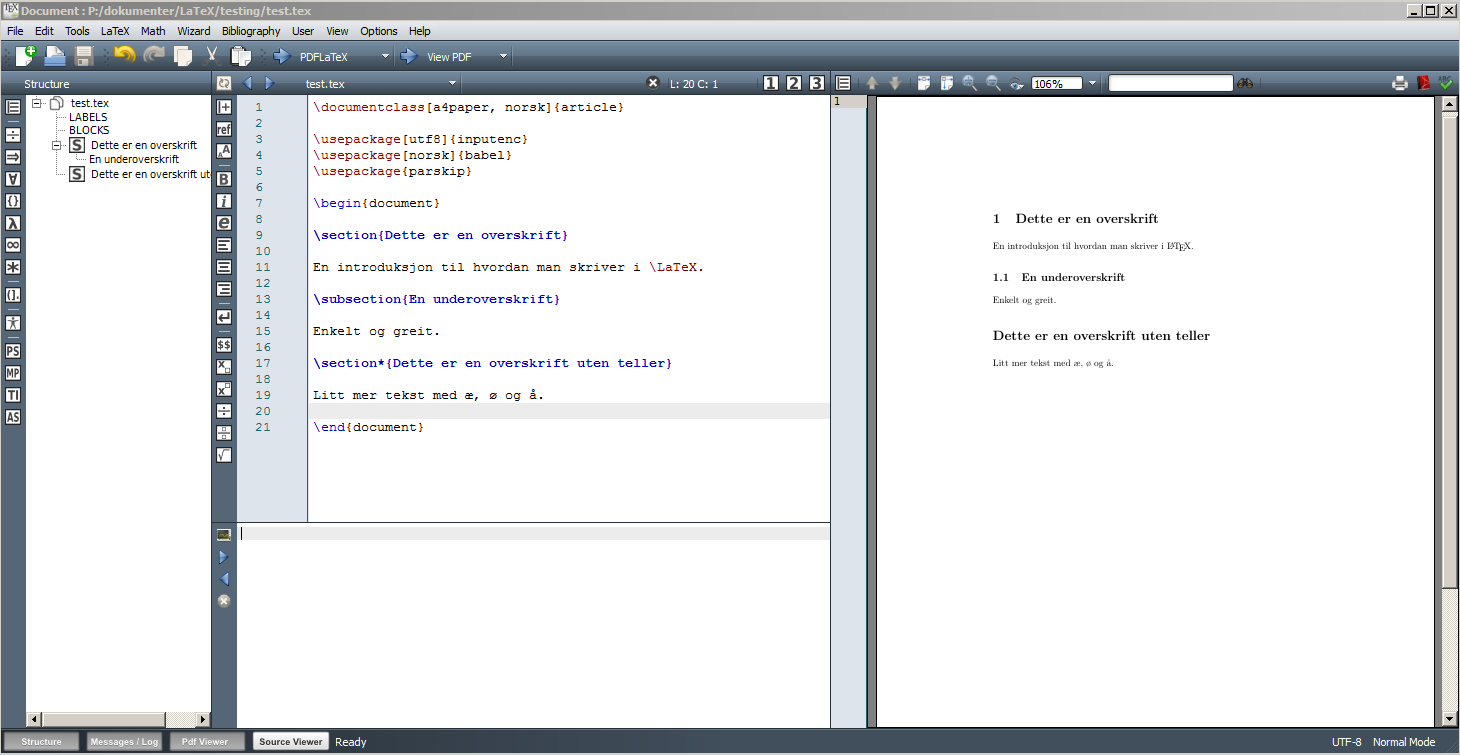 Document : P:/dokumenter/LaTeX/testing/test.tex
File Edit Tools LaTeX Math Wizard Bibliography User View Options Help
PDFLaTeX View PDF
Structure
test.tex
LABELS
BLOCKS
S Dette er en overskrift
En underoverskrift
S Dette er en overskrift ut
ref
B
i
e
$$
PS
MP
TI
AS
test.tex L: 20 C: 1 1 2 3
1 \documentclass[a4paper, norsk]{article}
2
3 \usepackage[utf8]{inputenc}
4 \usepackage[norsk]{babel}
5 \usepackage{parskip}
6
7 \begin{document}
8
9 \section{Dette er en overskrift}
10
11 En introduksjon til hvordan man skriver i \LaTeX.
12
13 \subsection{En underoverskrift}
14
15 Enkelt og greit.
16
17 \section*{Dette er en overskrift uten teller}
18
19 Litt mer tekst med æ, ø og å.
20
21 \end{document}
106%
1
1 Dette er en overskrift
En introduksjon til hvordan man skriver i LaTeX.
1.1 En underoverskrift
Enkelt og greit.
Dette er en overskrift uten teller
Litt mer tekst med æ, ø og å.
Structure Messages / Log Pdf Viewer Source Viewer Ready UTF-8 Normal Mode